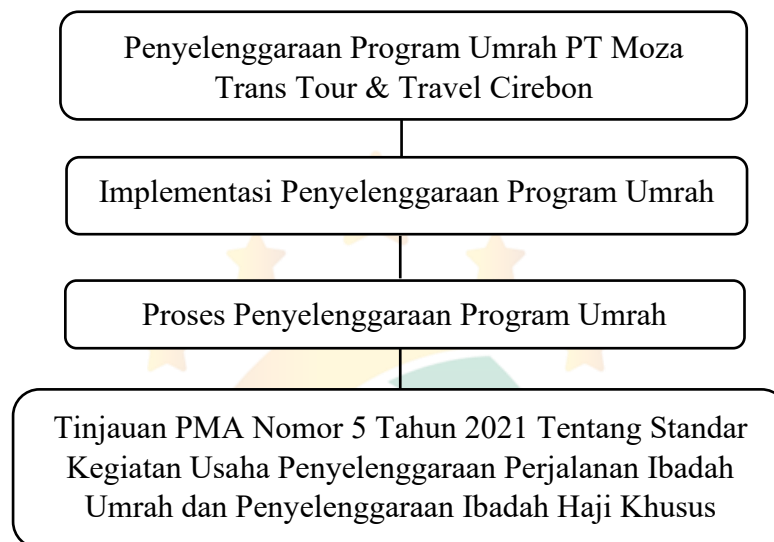 Penyelenggaraan Program Umrah PT Moza
Trans Tour & Travel Cirebon
Implementasi Penyelenggaraan Program Umrah
Proses Penyelenggaraan Program Umrah
Tinjauan PMA Nomor 5 Tahun 2021 Tentang Standar
Kegiatan Usaha Penyelenggaraan Perjalanan Ibadah
Umrah dan Penyelenggaraan Ibadah Haji Khusus